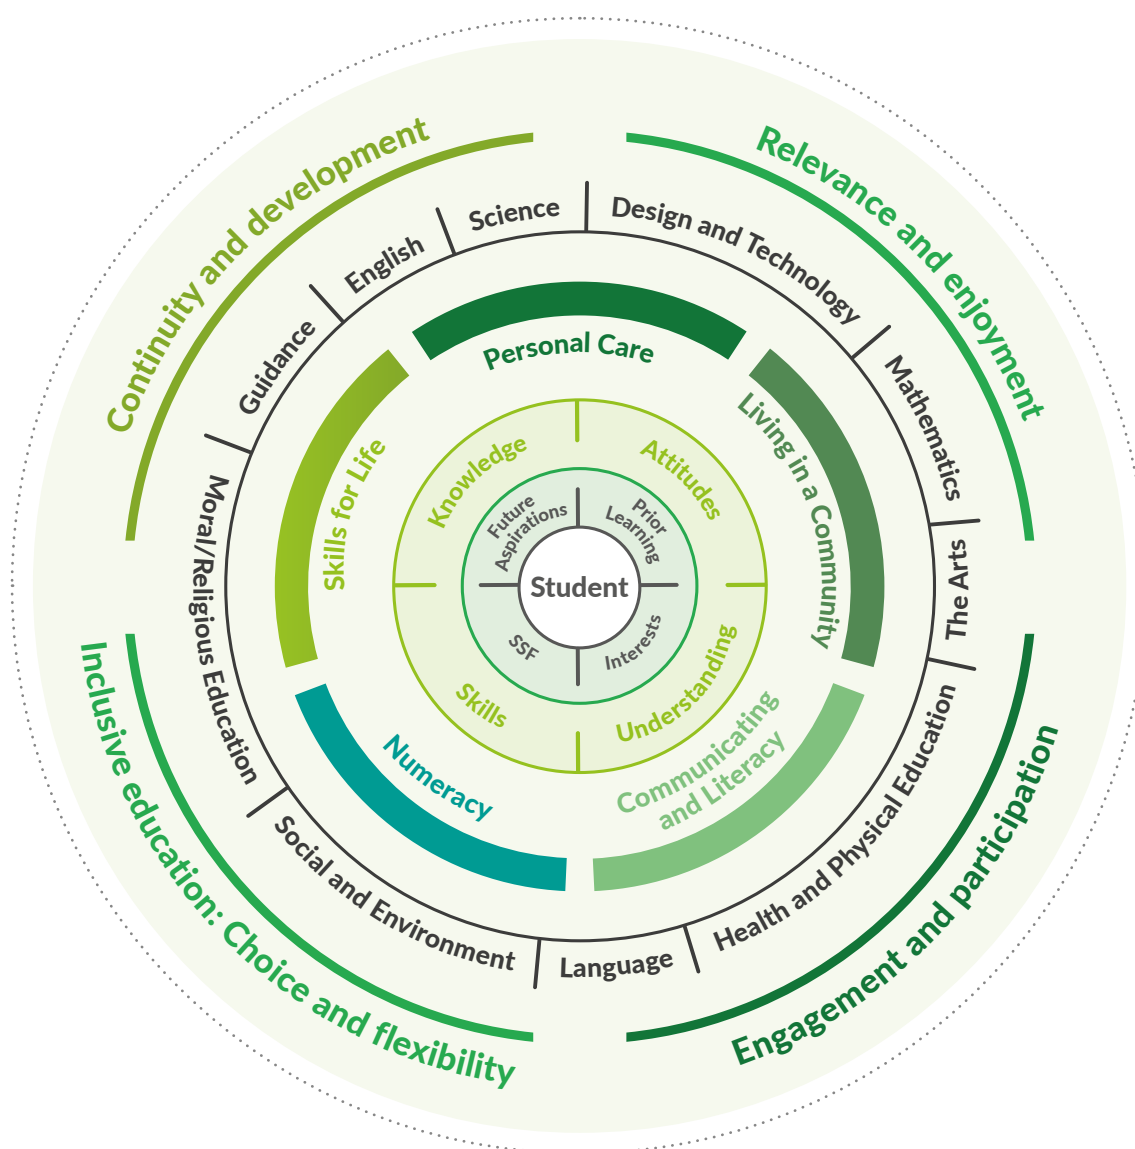 Continuity and development
Relevance and enjoyment
Engagement and participation
Inclusive education: Choice and flexibility
Science
Design and Technology
Mathematics
The Arts
Health and Physical Education
Language
Social and Environment
Moral/Religious Education
Guidance
English
Personal Care
Living in a Community
Communicating
and Literacy
Numeracy
Skills for Life
Knowledge
Attitudes
Understanding
Skills
Future
Aspirations
Prior
Learning
Interests
SSF
Student